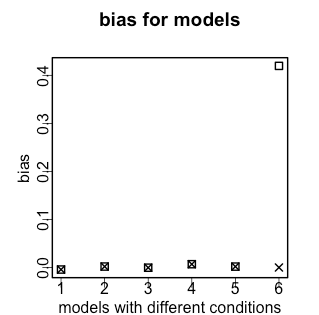 bias for models
0.4
0.3
0.2
0.1
0.0
bias
1 2 3 4 5 6
models with different conditions